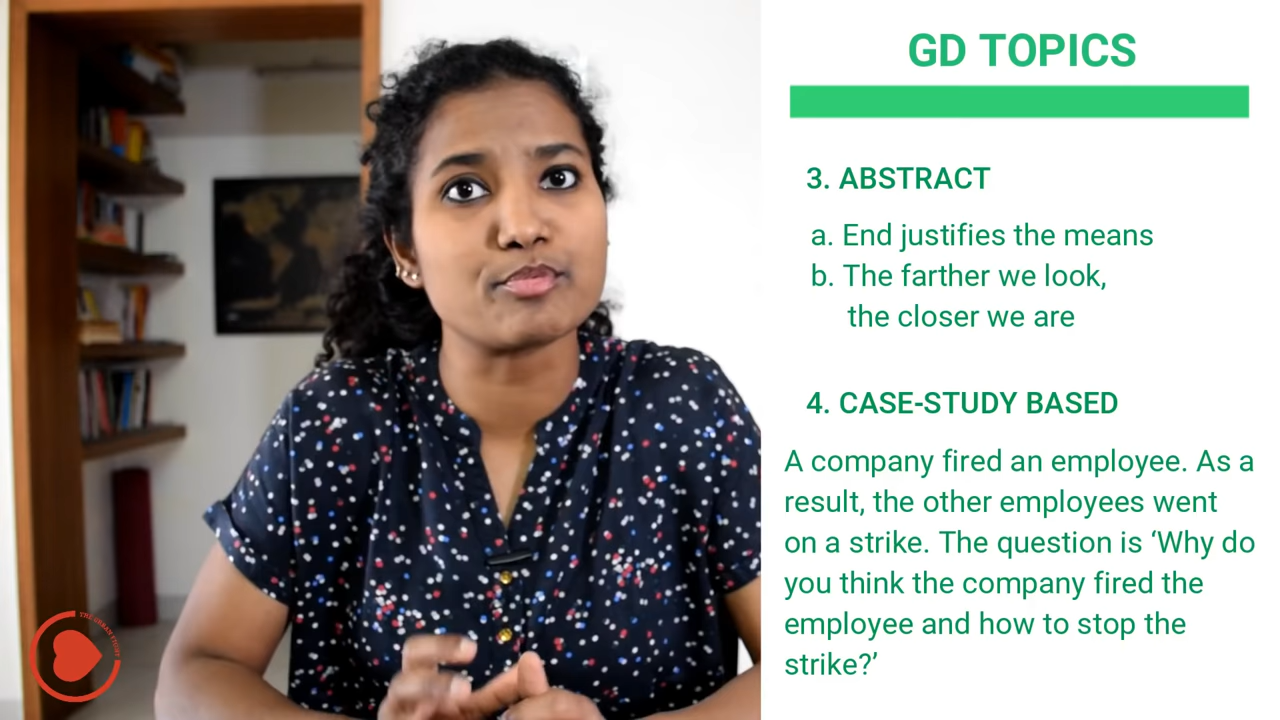 GD TOPICS
3. ABSTRACT
a. End justifies the means
b. The farther we look,
the closer we are
4. CASE-STUDY BASED
A company fired an employee. As a
result, the other employees went
on a strike. The question is ‘Why do
you think the company fired the
employee and how to stop the
strike?’